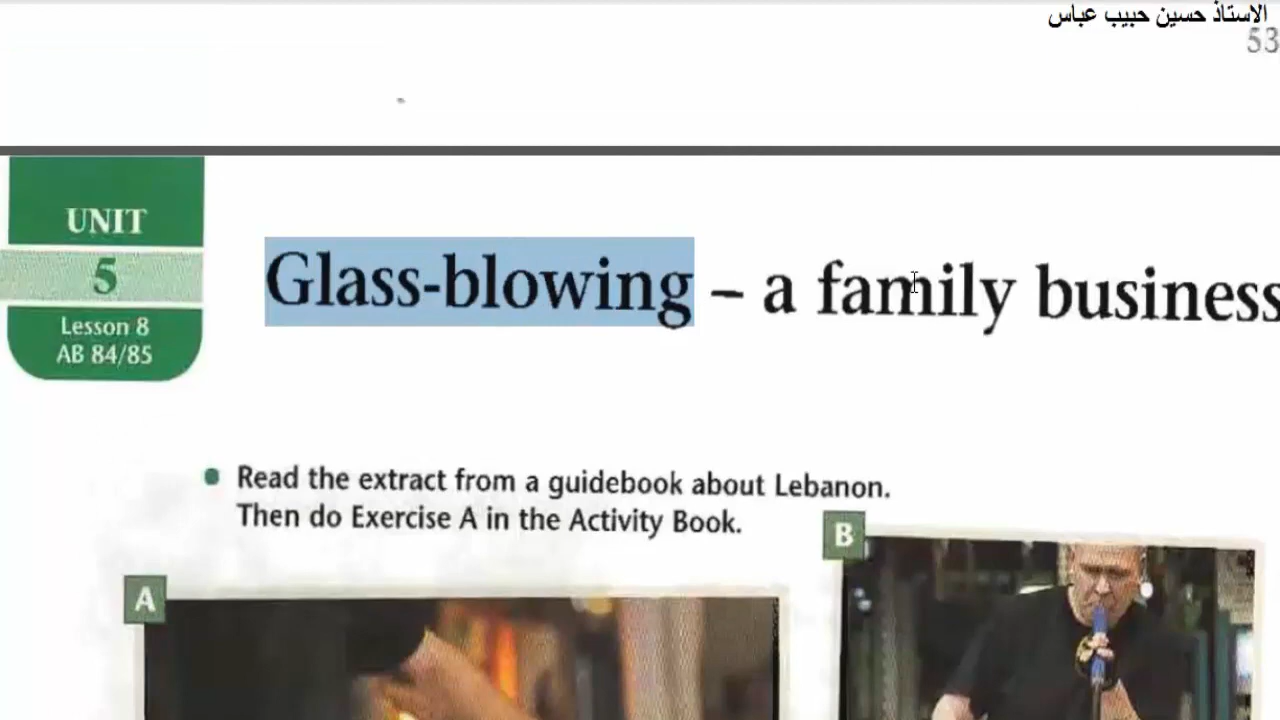 الاستاذ حسين حبيب عباس
53
UNIT
5
Lesson 8
AB 84/85
Glass-blowing – a family business
Read the extract from a guidebook about Lebanon.
Then do Exercise A in the Activity Book.
A
B